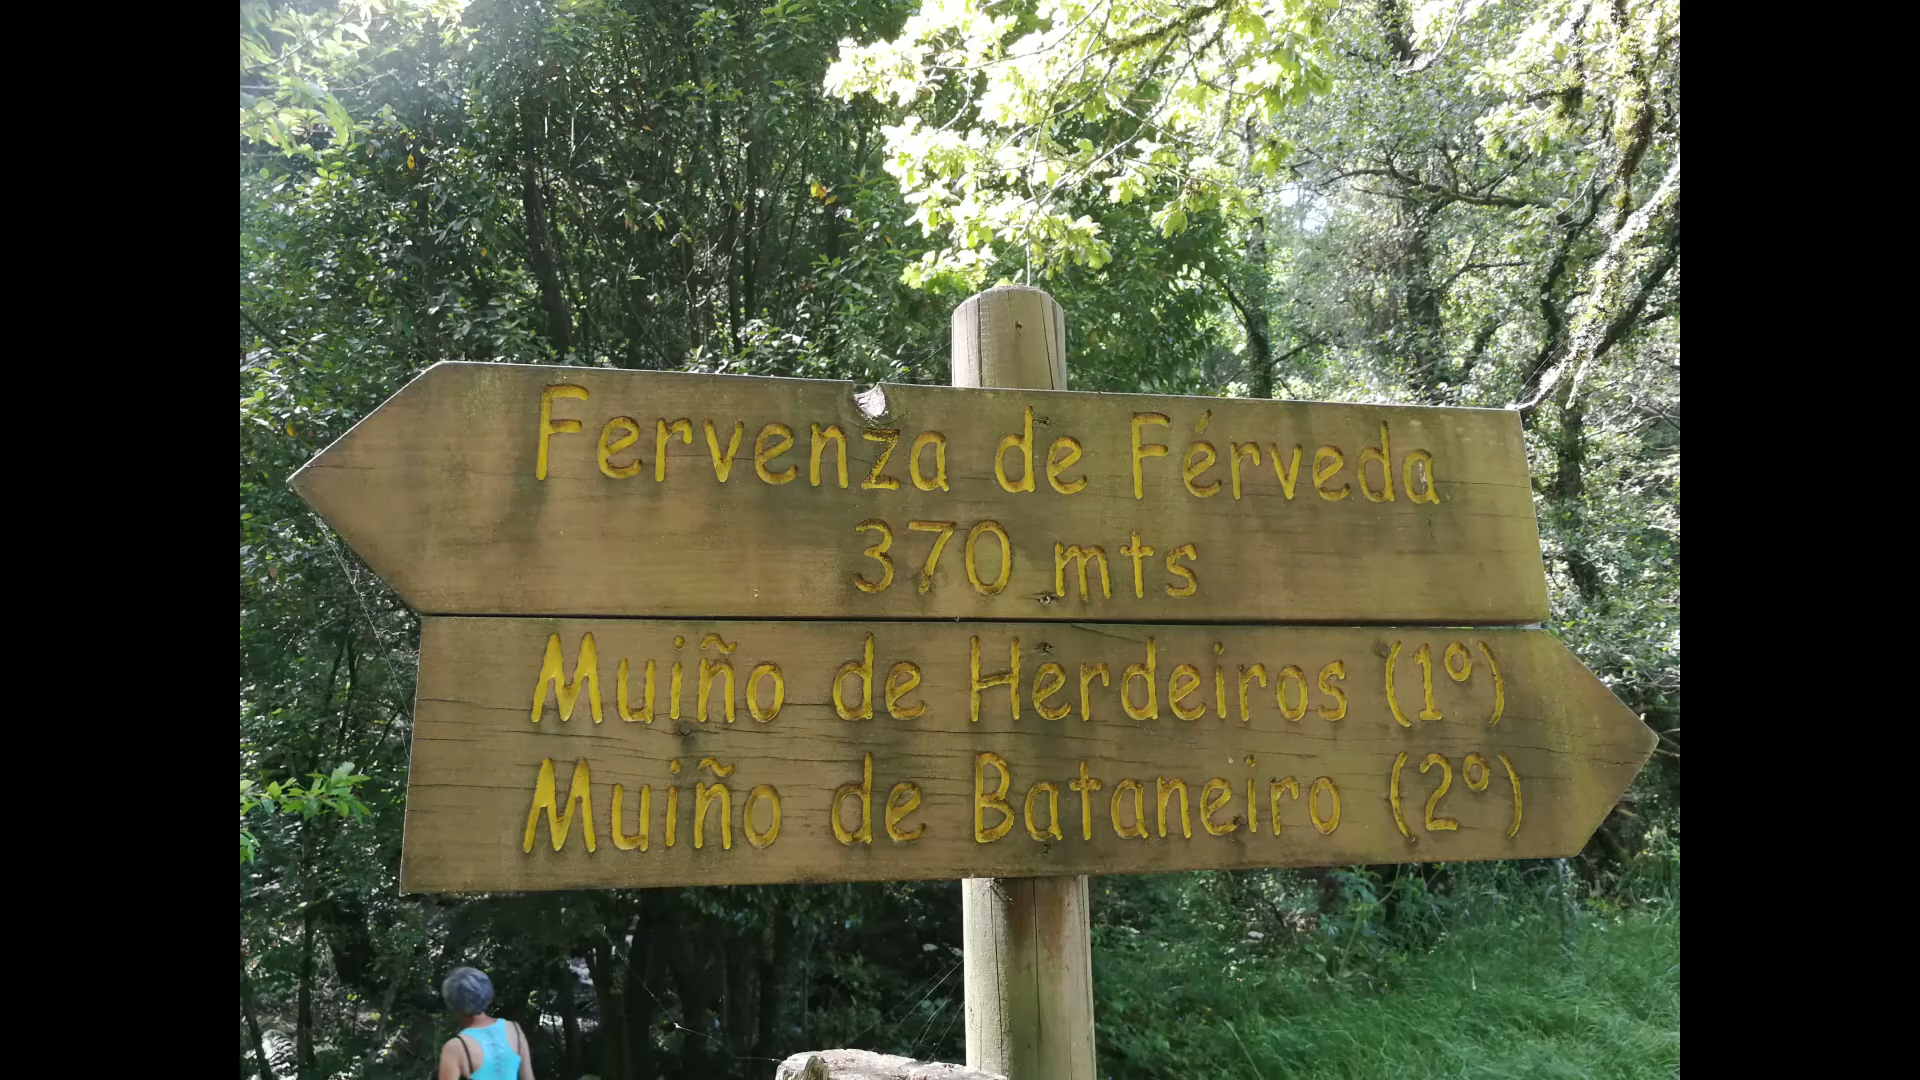 Fervenza de Férveda
370 mts
Muiño de Herdeiros (1º)
Muiño de Bataneiro (2º)